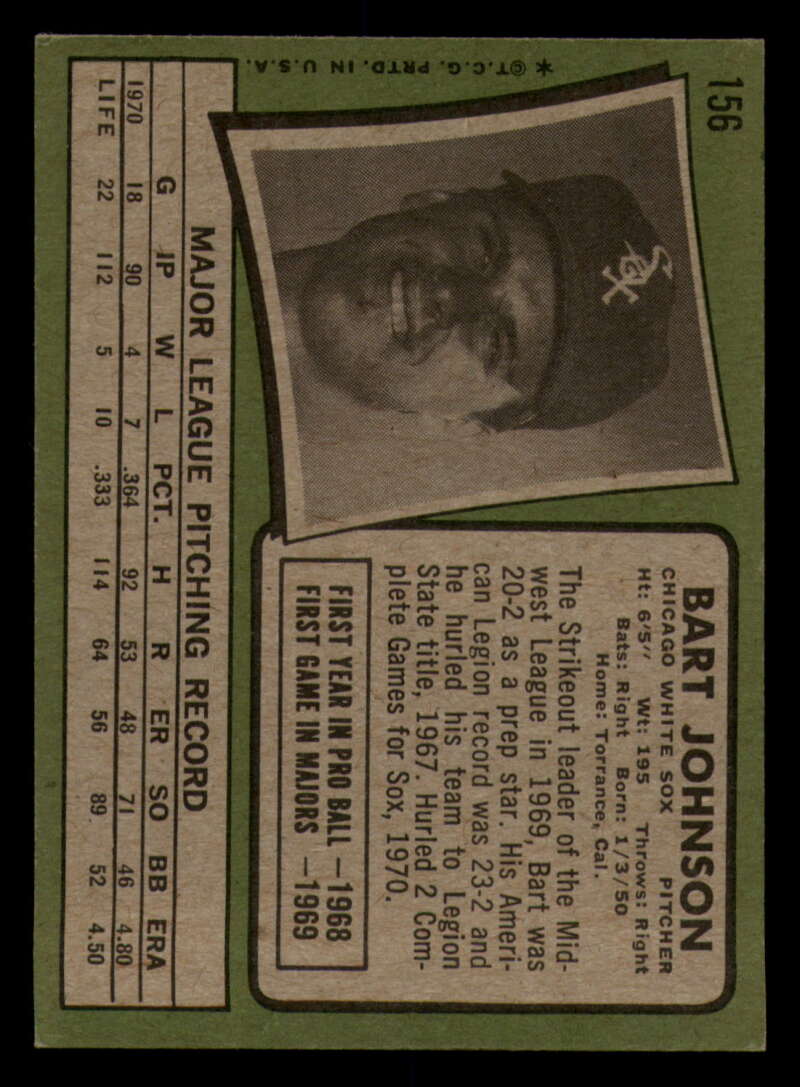 156
BART JOHNSON
CHICAGO WHITE SOX PITCHER
Ht: 6'5" Wt: 195 Throws: Right
Bats: Right Born: 1/3/50
Home: Torrance, Cal.
The Strikeout leader of the Mid-
west League in 1969, Bart was
20-2 as a prep star. His Ameri-
can Legion record was 23-2 and
he hurled his team to Legion
State title, 1967. Hurled 2 Com-
plete Games for Sox, 1970.
FIRST YEAR IN PRO BALL —1968
FIRST GAME IN MAJORS —1969
SOX
MAJOR LEAGUE PITCHING RECORD
G IP W L PCT. H R ER SO BB ERA
1970 18 90 4 7 .364 92 53 48 71 46 4.80
LIFE 22 112 5 10 .333 114 64 56 89 52 4.50
*©T.C.G. PRTD. IN U.S.A.